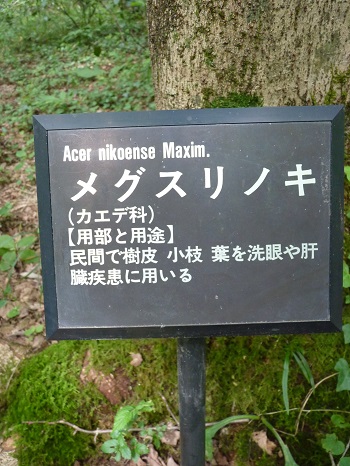 Acer nikoense Maxim.
メグスリノキ
(カエデ科)
【用部と用途】
民間で樹皮 小枝 葉を洗眼や肝
臓疾患に用いる